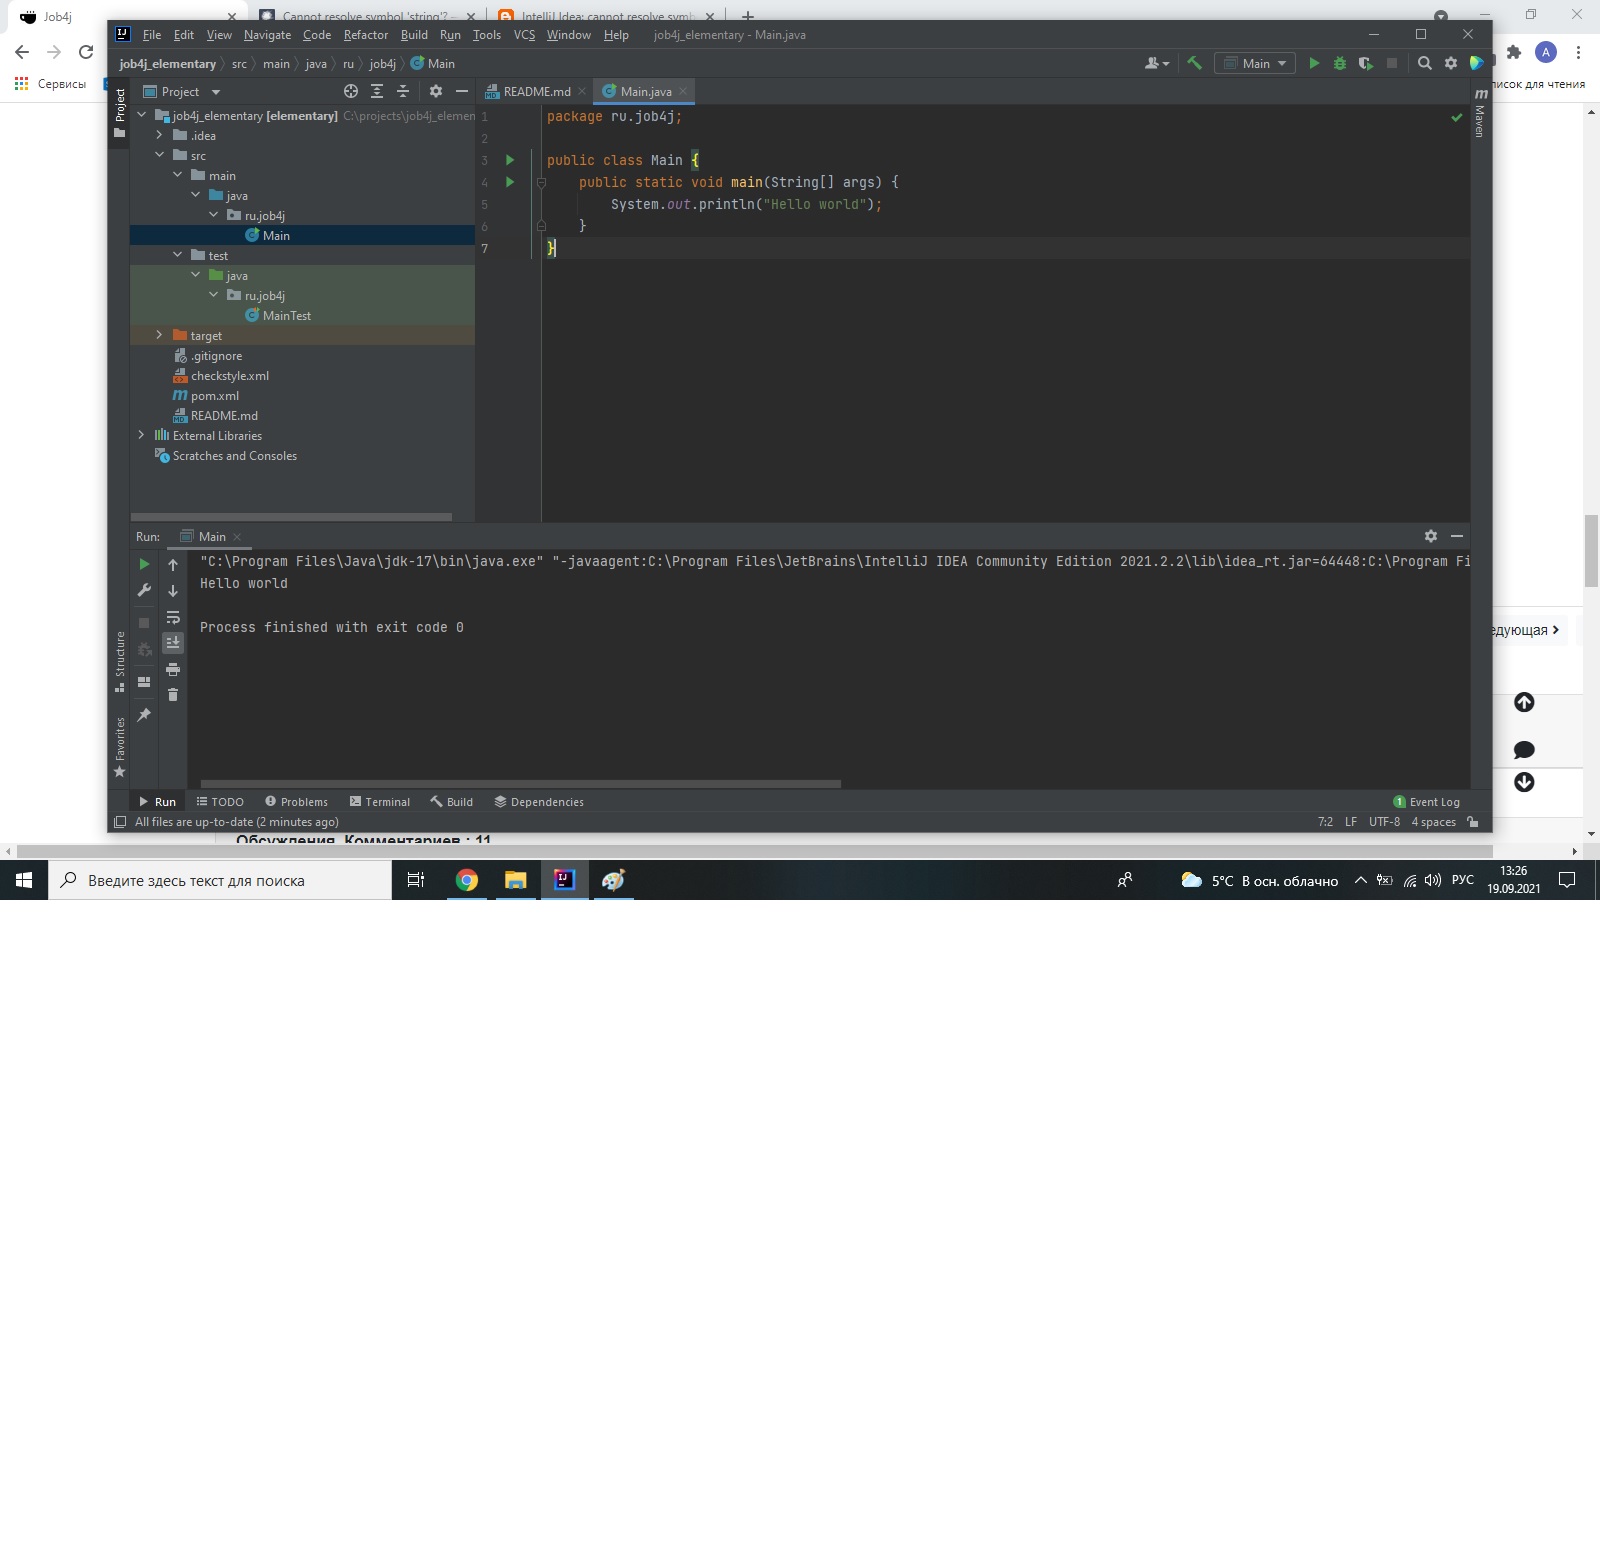 Job4j
Cannot resolve symbol 'string'? –
IntelliJ Idea: cannot resolve symb
File Edit View Navigate Code Refactor Build Run Tools VCS Window Help job4j_elementary - Main.java
job4j_elementary src main java ru job4j Main
Main
A
Сервисы
писок для чтения
Project
Project
README.md
Main.java
Maven
job4j_elementary [elementary] C:\projects\job4j_elemen
.idea
src
main
java
ru.job4j
Main
test
java
ru.job4j
MainTest
target
.gitignore
checkstyle.xml
pom.xml
README.md
External Libraries
Scratches and Consoles
1 package ru.job4j;
2
3 public class Main {
4 public static void main(String[] args) {
5 System.out.println("Hello world");
6 }
7 }
Run: Main
"C:\Program Files\Java\jdk-17\bin\java.exe" "-javaagent:C:\Program Files\JetBrains\IntelliJ IDEA Community Edition 2021.2.2\lib\idea_rt.jar=64448:C:\Program Fi
Hello world
Process finished with exit code 0
Structure
Favorites
едующая
Run TODO Problems Terminal Build Dependencies
1 Event Log
All files are up-to-date (2 minutes ago)
7:2 LF UTF-8 4 spaces
Обсуждения. Комментариев : 11
Введите здесь текст для поиска
5°C В осн. облачно
РУС
13:26
19.09.2021